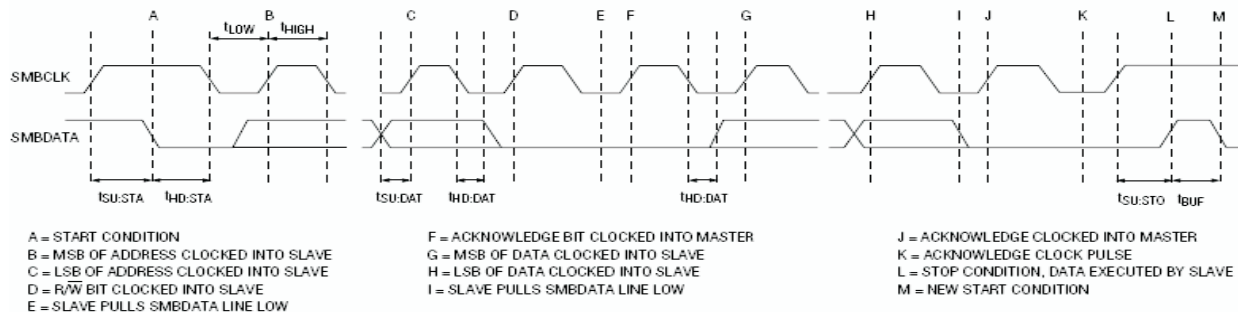 A B C D E F G H I J K L M
tLOW tHIGH
SMBCLK
SMBDATA
tSU:STA tHD:STA tSU:DAT tHD:DAT tHD:DAT tSU:STO tBUF
A = START CONDITION
B = MSB OF ADDRESS CLOCKED INTO SLAVE
C = LSB OF ADDRESS CLOCKED INTO SLAVE
D = R/W̅ BIT CLOCKED INTO SLAVE
E = SLAVE PULLS SMBDATA LINE LOW
F = ACKNOWLEDGE BIT CLOCKED INTO MASTER
G = MSB OF DATA CLOCKED INTO SLAVE
H = LSB OF DATA CLOCKED INTO SLAVE
I = SLAVE PULLS SMBDATA LINE LOW
J = ACKNOWLEDGE CLOCKED INTO MASTER
K = ACKNOWLEDGE CLOCK PULSE
L = STOP CONDITION, DATA EXECUTED BY SLAVE
M = NEW START CONDITION